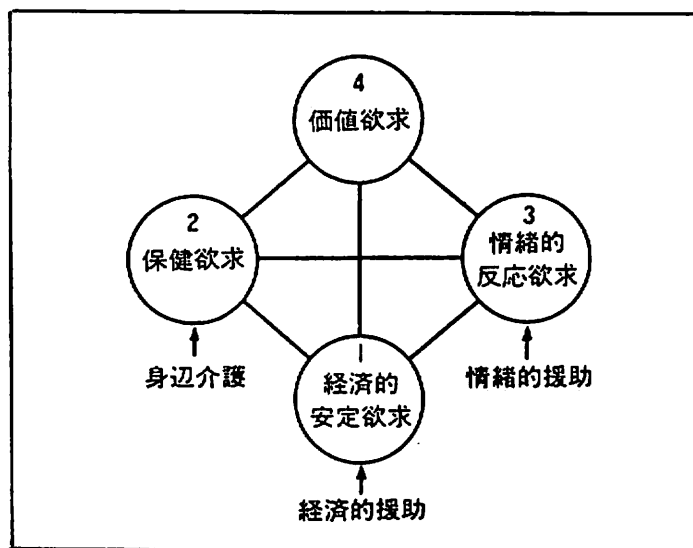 4
価値欲求
2
保健欲求
3
情緒的
反応欲求
身辺介護
1
経済的
安定欲求
情緒的援助
経済的援助